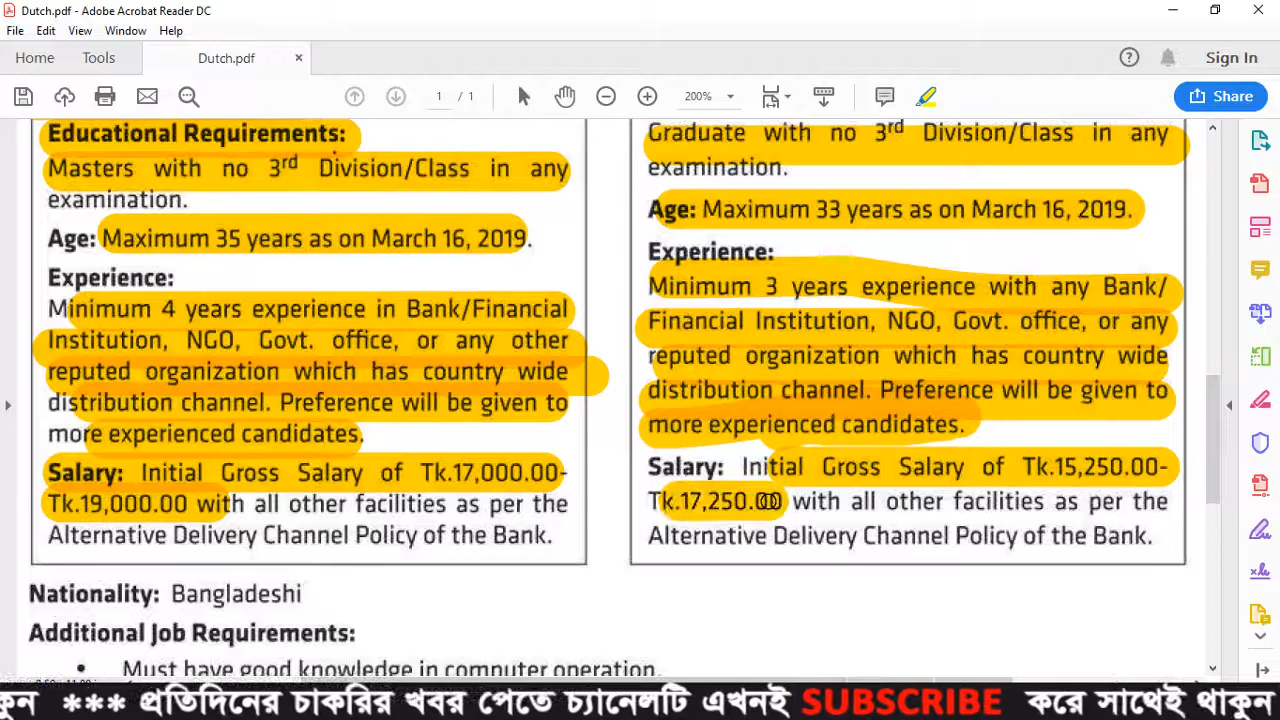 Dutch.pdf - Adobe Acrobat Reader DC
File Edit View Window Help
Home Tools Dutch.pdf ×
Sign In
1 / 1
200%
Share
Educational Requirements:
Masters with no 3rd Division/Class in any
examination.
Age: Maximum 35 years as on March 16, 2019.
Experience:
Minimum 4 years experience in Bank/Financial
Institution, NGO, Govt. office, or any other
reputed organization which has country wide
distribution channel. Preference will be given to
more experienced candidates.
Salary: Initial Gross Salary of Tk.17,000.00-
Tk.19,000.00 with all other facilities as per the
Alternative Delivery Channel Policy of the Bank.
Graduate with no 3rd Division/Class in any
examination.
Age: Maximum 33 years as on March 16, 2019.
Experience:
Minimum 3 years experience with any Bank/
Financial Institution, NGO, Govt. office, or any
reputed organization which has country wide
distribution channel. Preference will be given to
more experienced candidates.
Salary: Initial Gross Salary of Tk.15,250.00-
Tk.17,250.00 with all other facilities as per the
Alternative Delivery Channel Policy of the Bank.
Nationality: Bangladeshi
Additional Job Requirements:
• Must have good knowledge in computer operation.
*** প্রতিদিনের চাকরির খবর পেতে চ্যানেলটি এখনই SUBSCRIBE করে সাথেই থাকুন